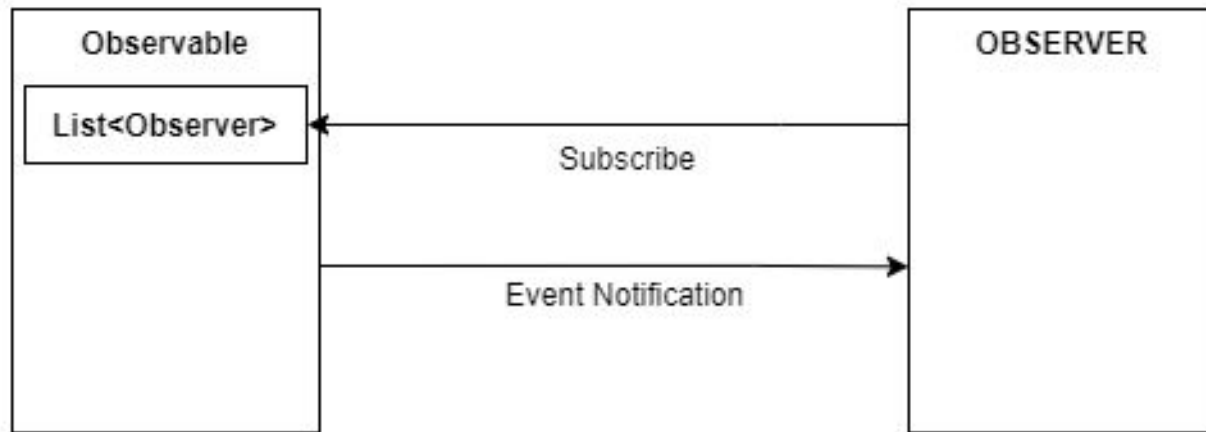 Observable
OBSERVER
List<Observer>
Subscribe
Event Notification